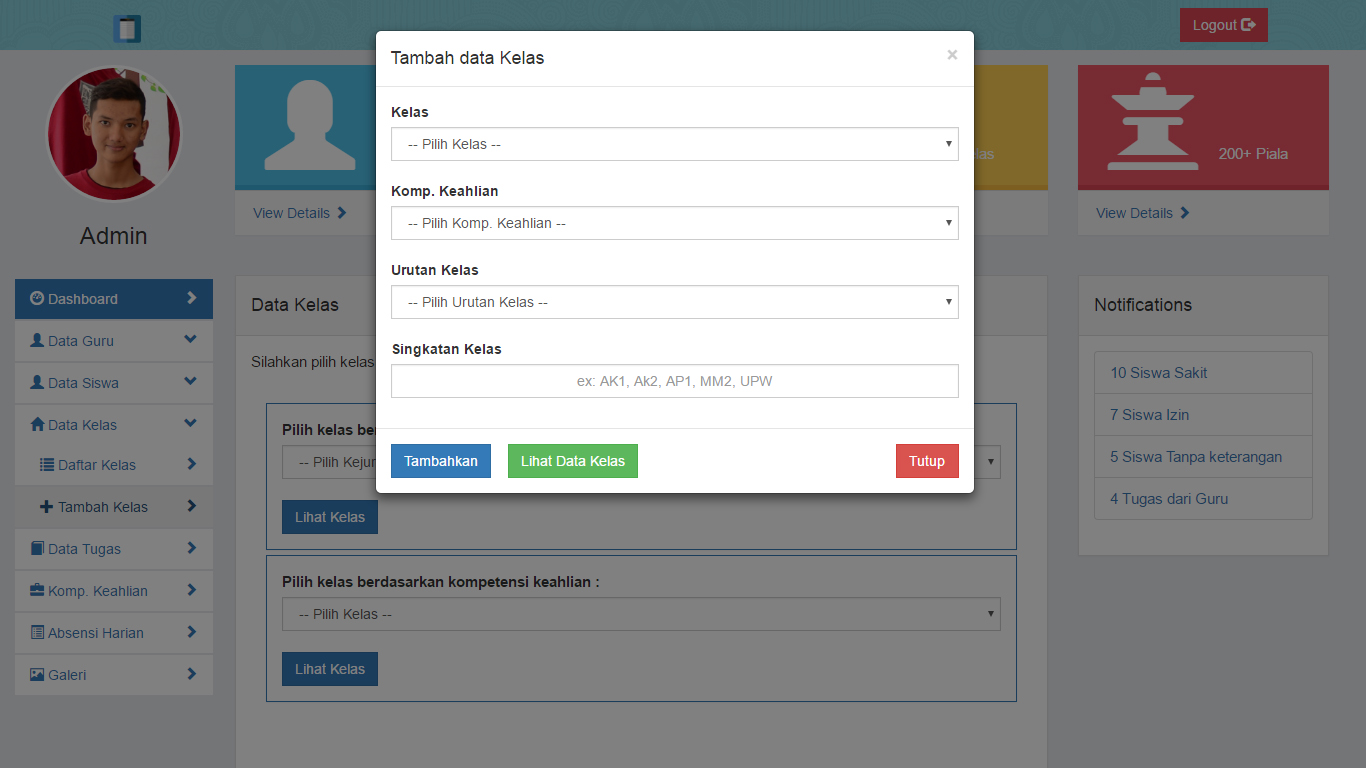 Logout
Tambah data Kelas
×
Kelas
-- Pilih Kelas --
Komp. Keahlian
-- Pilih Komp. Keahlian --
Urutan Kelas
-- Pilih Urutan Kelas --
Singkatan Kelas
ex: AK1, Ak2, AP1, MM2, UPW
Tambahkan
Lihat Data Kelas
Tutup
Admin
Dashboard
Data Guru
Data Siswa
Data Kelas
Daftar Kelas
Tambah Kelas
Data Tugas
Komp. Keahlian
Absensi Harian
Galeri
View Details
200+ Piala
View Details
Data Kelas
Silahkan pilih kelas
Pilih kelas
-- Pilih
Lihat Kelas
Pilih kelas berdasarkan kompetensi keahlian :
-- Pilih Kelas --
Lihat Kelas
Notifications
10 Siswa Sakit
7 Siswa Izin
5 Siswa Tanpa keterangan
4 Tugas dari Guru